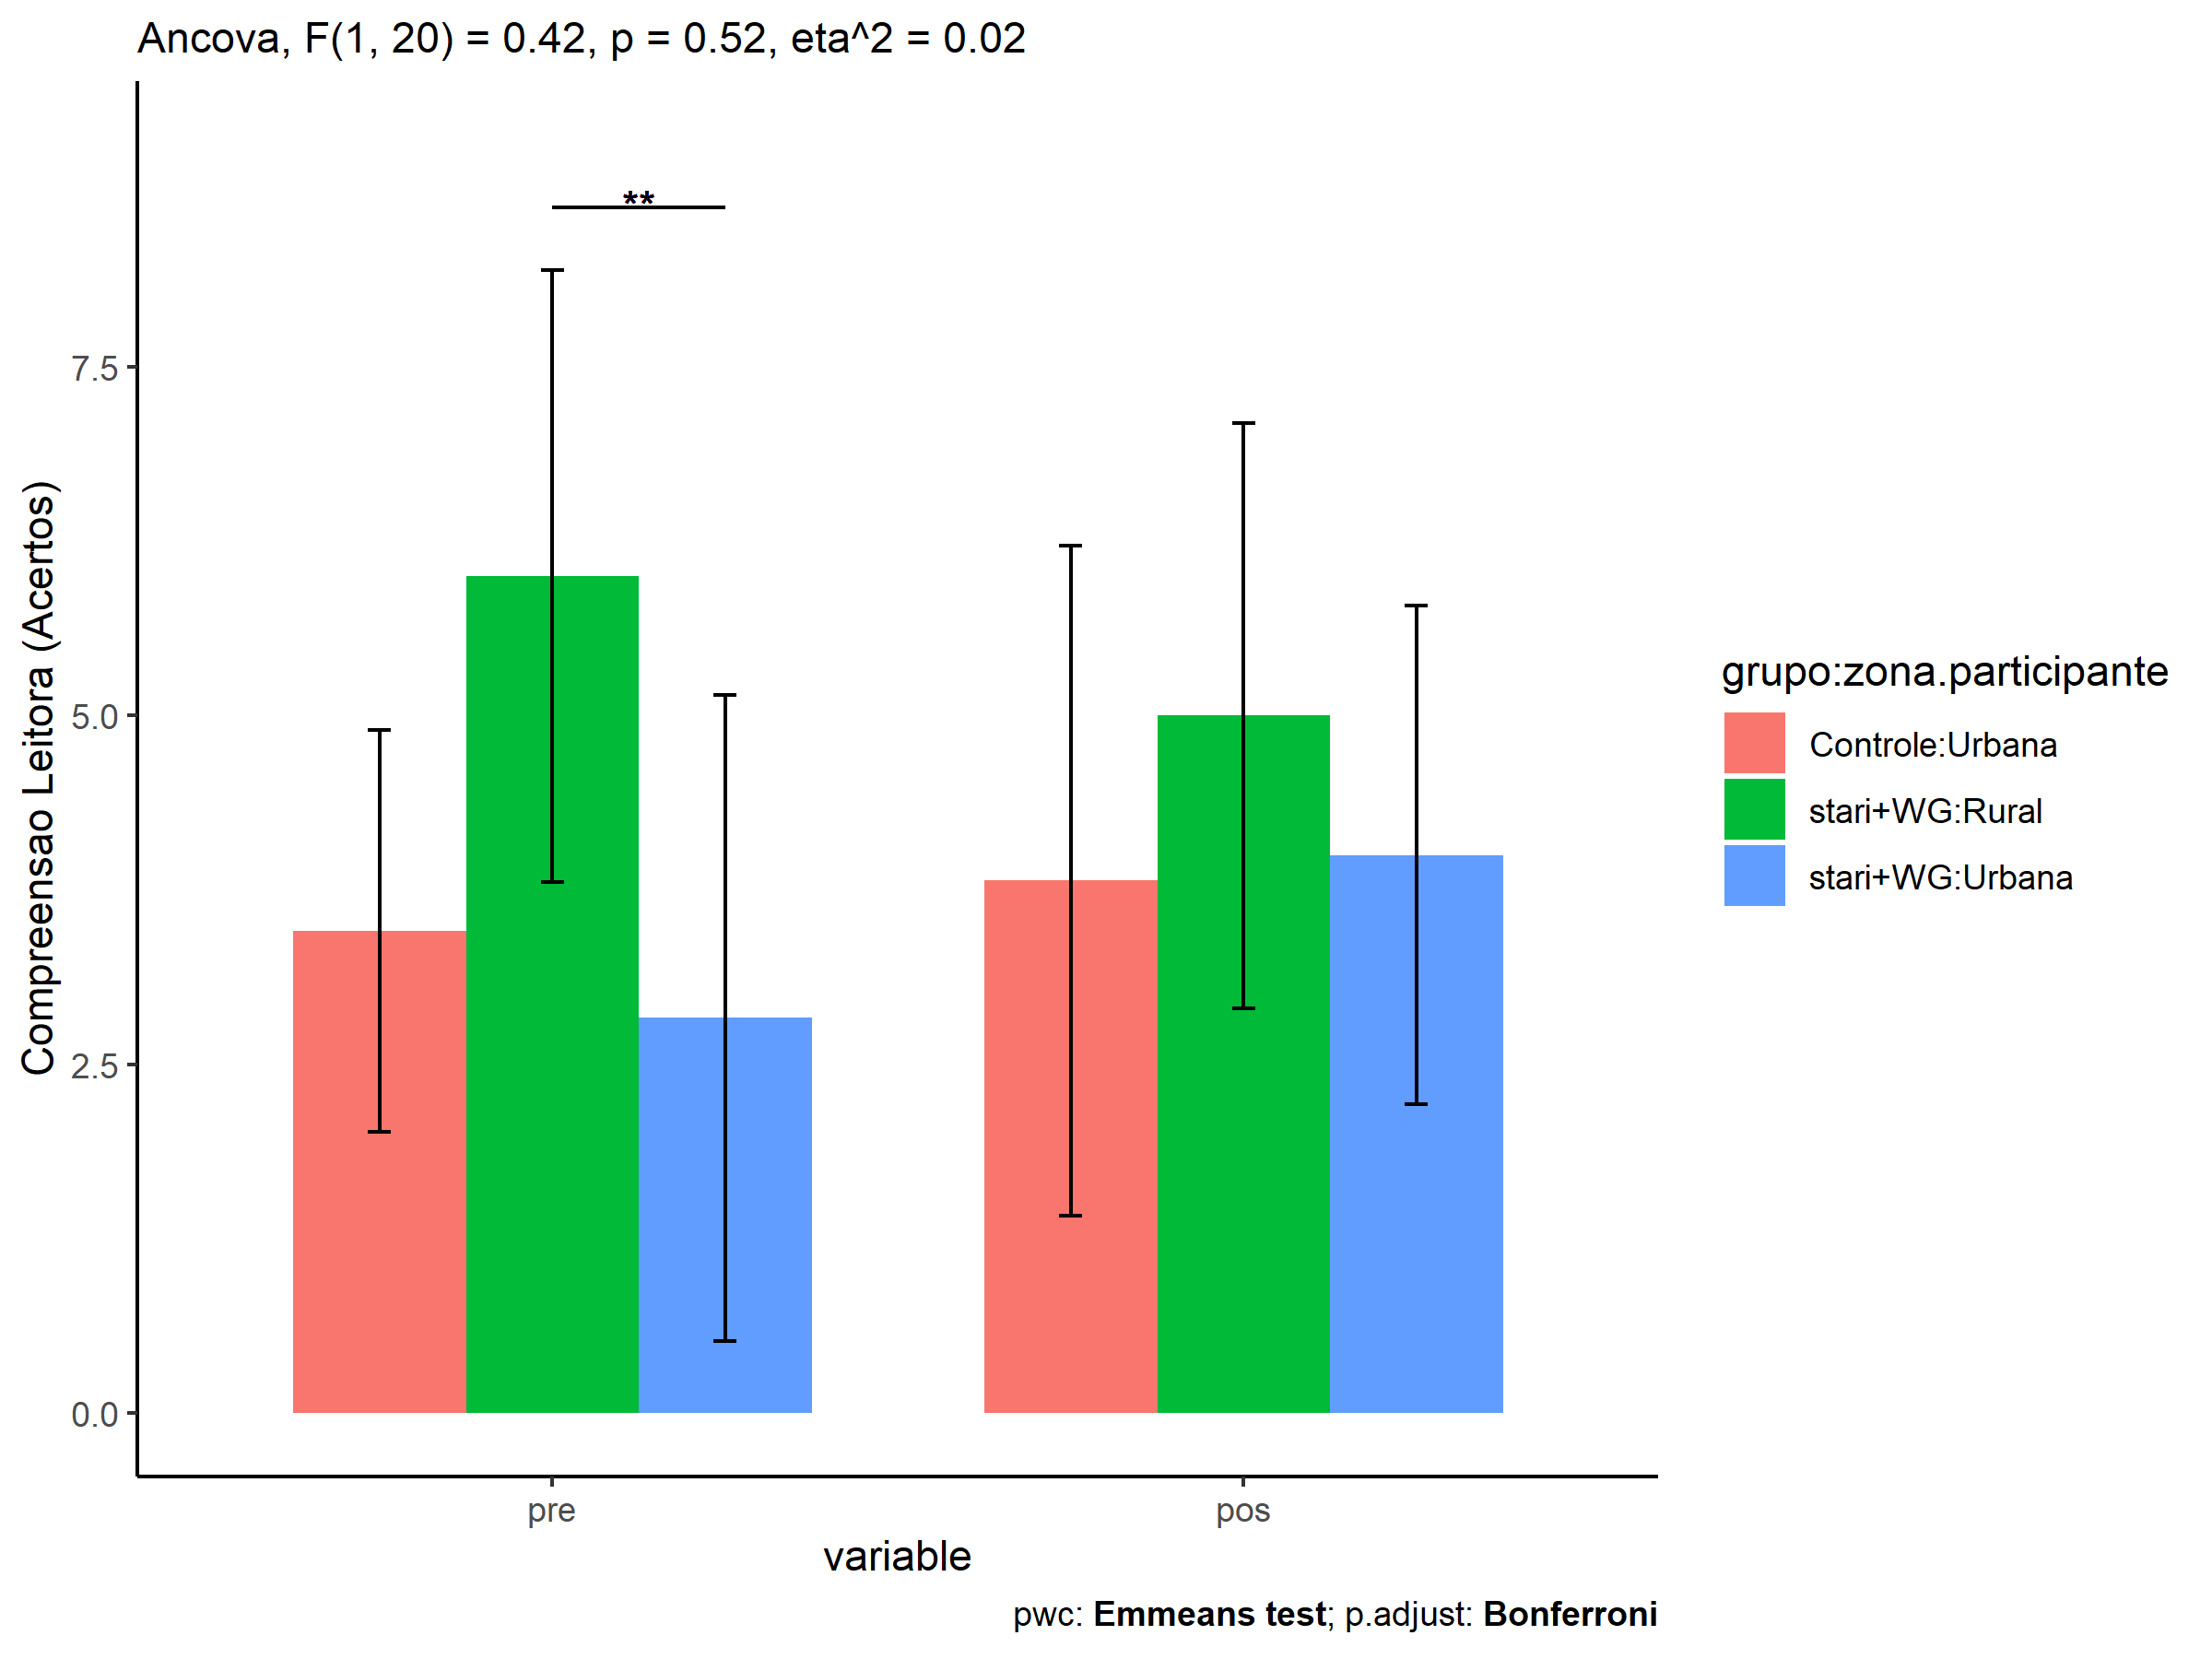 Ancova, F(1, 20) = 0.42, p = 0.52, eta^2 = 0.02
**
7.5
5.0
2.5
0.0
Compreensao Leitora (Acertos)
pre
pos
variable
grupo:zona.participante
Controle:Urbana
stari+WG:Rural
stari+WG:Urbana
pwc: Emmeans test; p.adjust: Bonferroni